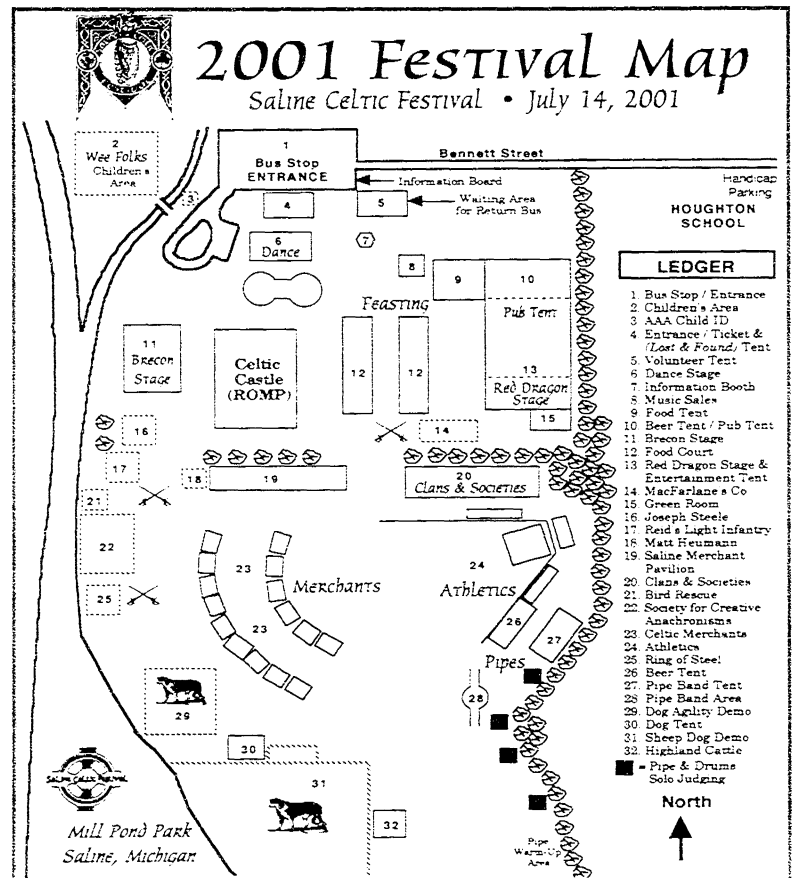 2001 Festival Map
Saline Celtic Festival • July 14, 2001
Bennett Street
1
Bus Stop
ENTRANCE
2
Wee Folks
Children's
Area
3
Information Board
4
5
Waiting Area
for Return Bus
Handicap
Parking
HOUGHTON
SCHOOL
6
Dance
7
8
9
10
Pub Tent
Feasting
11
Brecon
Stage
Celtic
Castle
(ROMP)
12
12
13
Red Dragon
Stage
15
14
16
17
18
19
20
Clans & Societies
21
22
23
Merchants
24
Athletics
25
23
26
27
Pipes
28
29
30
31
32
Pipe
Warm-Up
Area
Saline Celtic Festival
Mill Pond Park
Saline, Michigan
LEDGER
1. Bus Stop / Entrance
2. Children's Area
3. AAA Child ID
4. Entrance / Ticket &
(Lost & Found) Tent
5. Volunteer Tent
6. Dance Stage
7. Information Booth
8. Music Sales
9. Food Tent
10. Beer Tent / Pub Tent
11. Brecon Stage
12. Food Court
13. Red Dragon Stage &
Entertainment Tent
14. MacFarlane's Co
15. Green Room
16. Joseph Steele
17. Reid's Light Infantry
18. Matt Heumann
19. Saline Merchant
Pavilion
20. Clans & Societies
21. Bird Rescue
22. Society for Creative
Anachronisms
23. Celtic Merchants
24. Athletics
25. Ring of Steel
26. Beer Tent
27. Pipe Band Tent
28. Pipe Band Area
29. Dog Agility Demo
30. Dog Tent
31. Sheep Dog Demo
32. Highland Cattle
= Pipe & Drums
Solo Judging
North